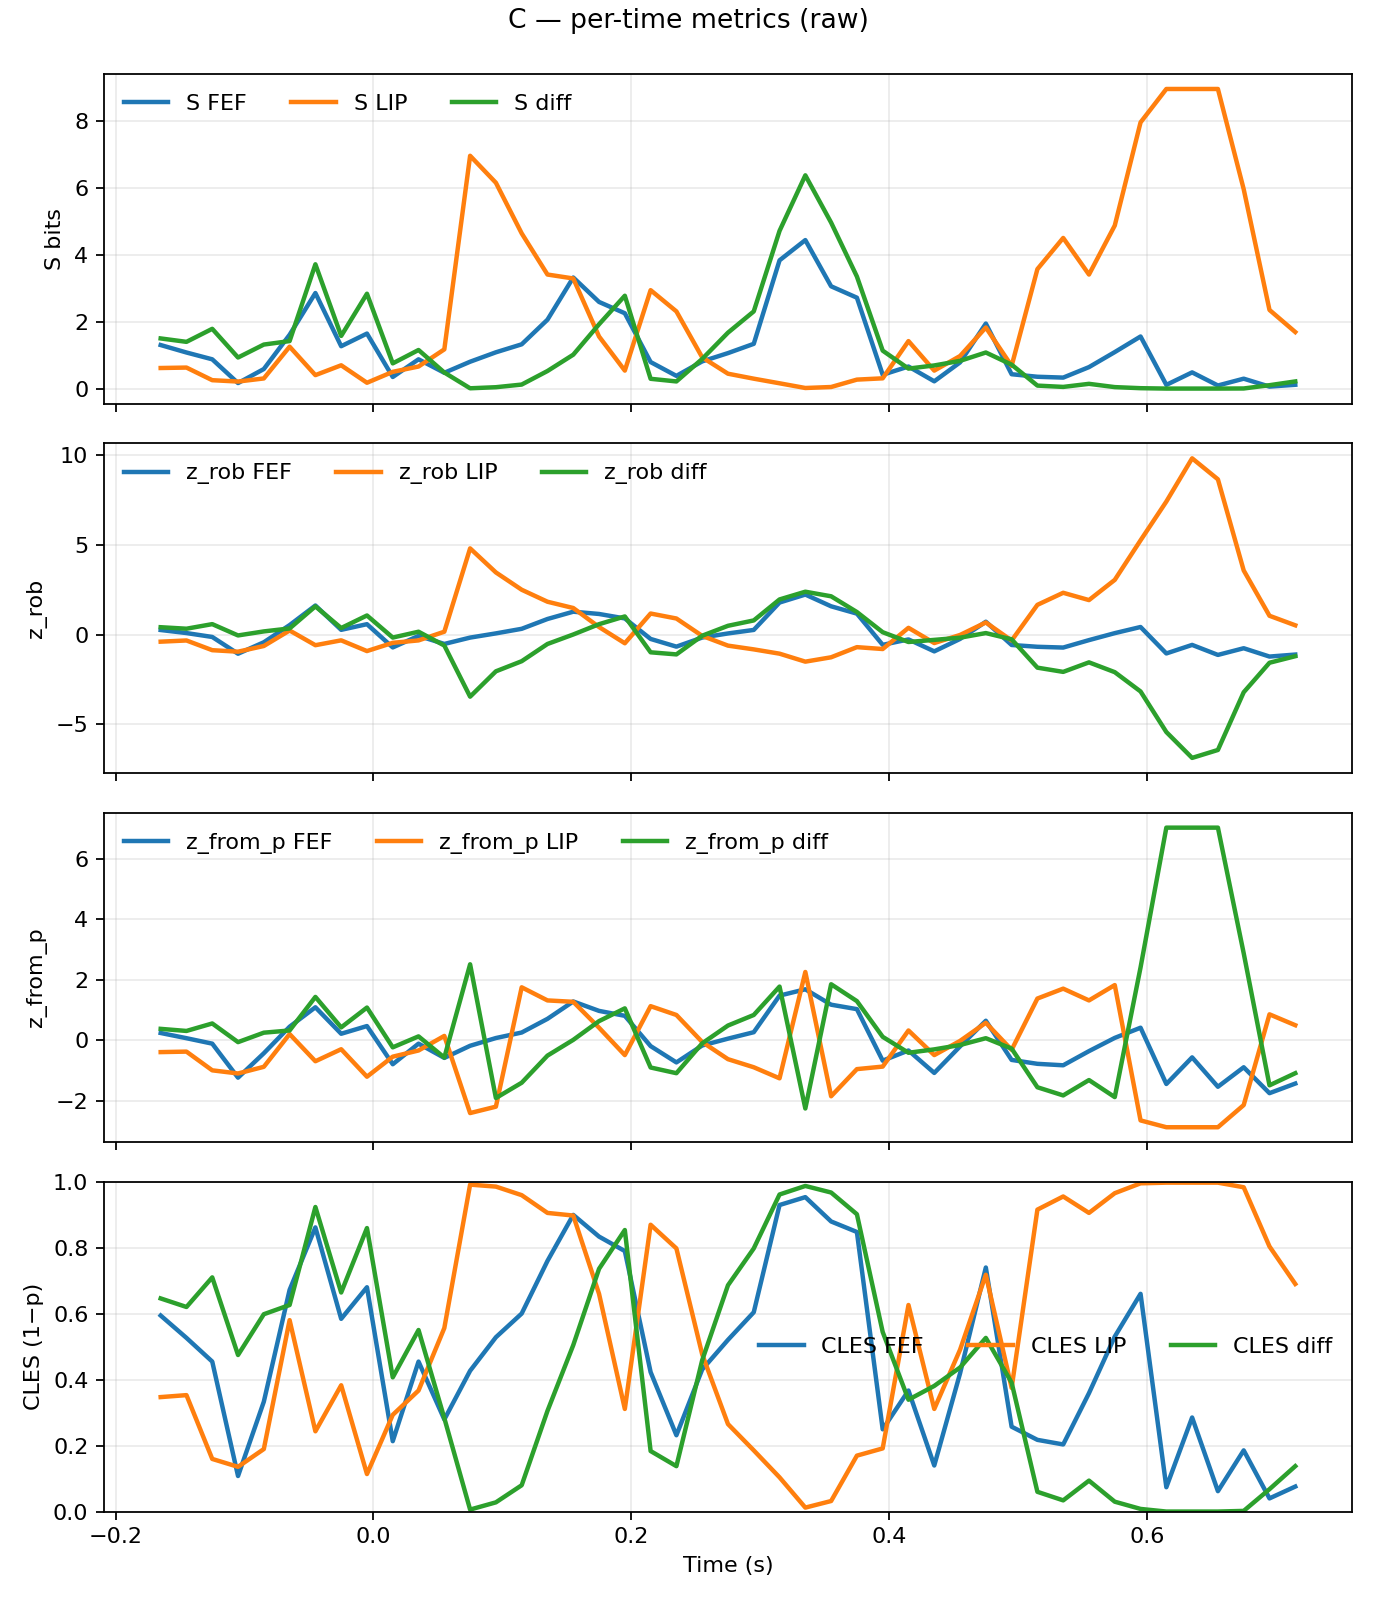 C — per-time metrics (raw)
S FEF S LIP S diff
8
6
4
2
0
S bits
z_rob FEF z_rob LIP z_rob diff
10
5
0
−5
z_rob
z_from_p FEF z_from_p LIP z_from_p diff
6
4
2
0
−2
z_from_p
1.0
0.8
0.6
0.4
0.2
0.0
CLES (1−p)
CLES FEF CLES LIP CLES diff
−0.2 0.0 0.2 0.4 0.6
Time (s)